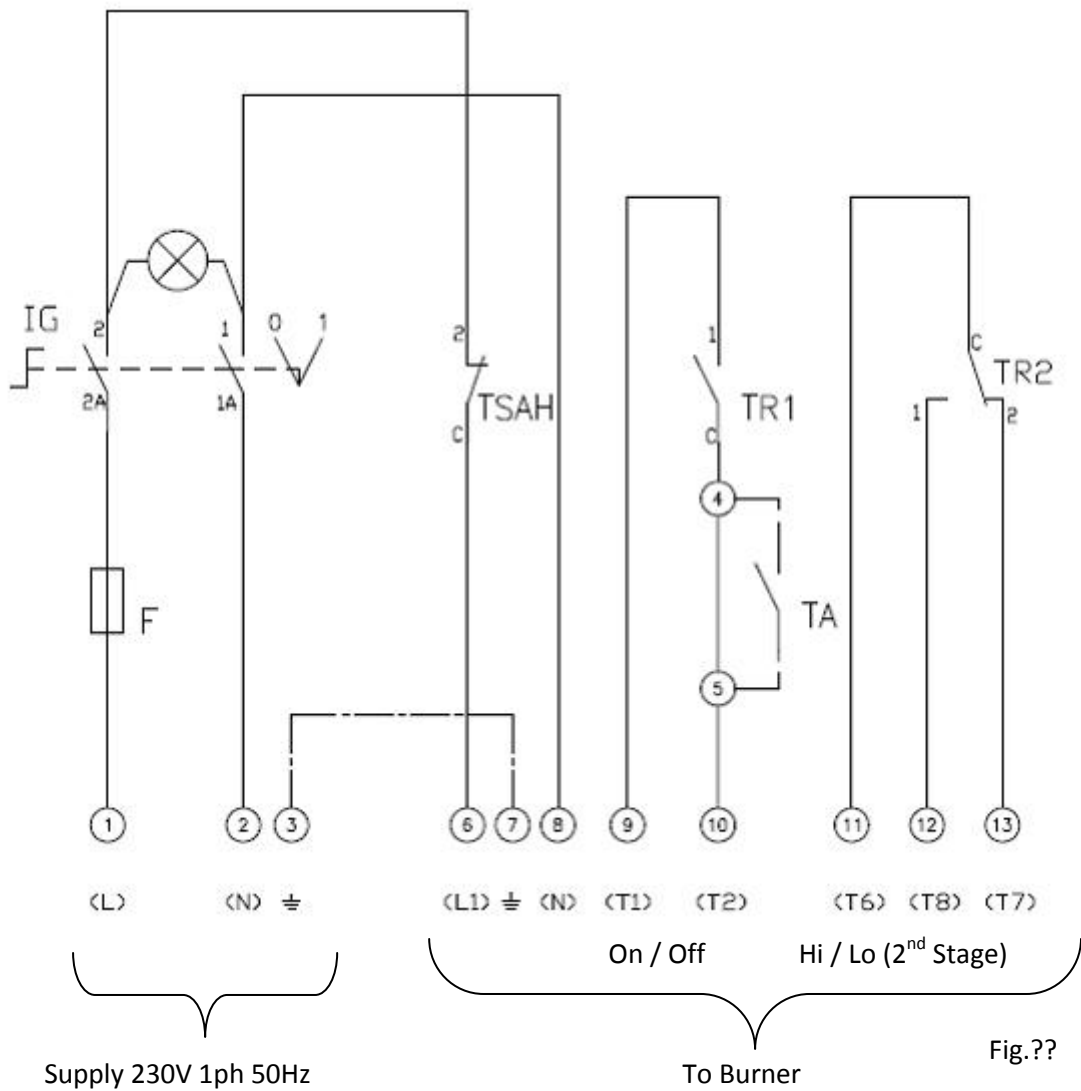 IG 2 1 0 1
2A 1A
2 TSAH C
1 TR1 C
C TR2 1 2
4
TA
5
F
1 2 3 6 7 8 9 10 11 12 13
(L) (N) (L1) (N) (T1) (T2) (T6) (T8) (T7)
On / Off Hi / Lo (2nd Stage)
Supply 230V 1ph 50Hz To Burner Fig.??